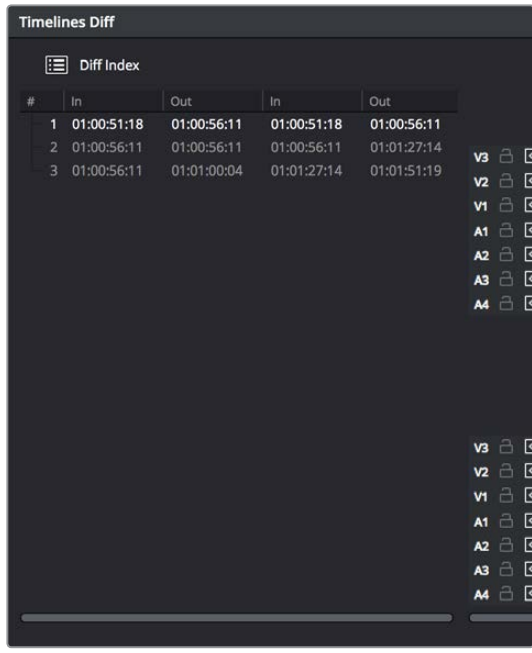 Timelines Diff
Diff Index
# In Out In Out
1 01:00:51:18 01:00:56:11 01:00:51:18 01:00:56:11
2 01:00:56:11 01:00:56:11 01:00:56:11 01:01:27:14
3 01:00:56:11 01:01:00:04 01:01:27:14 01:01:51:19
V3
V2
V1
A1
A2
A3
A4
V3
V2
V1
A1
A2
A3
A4